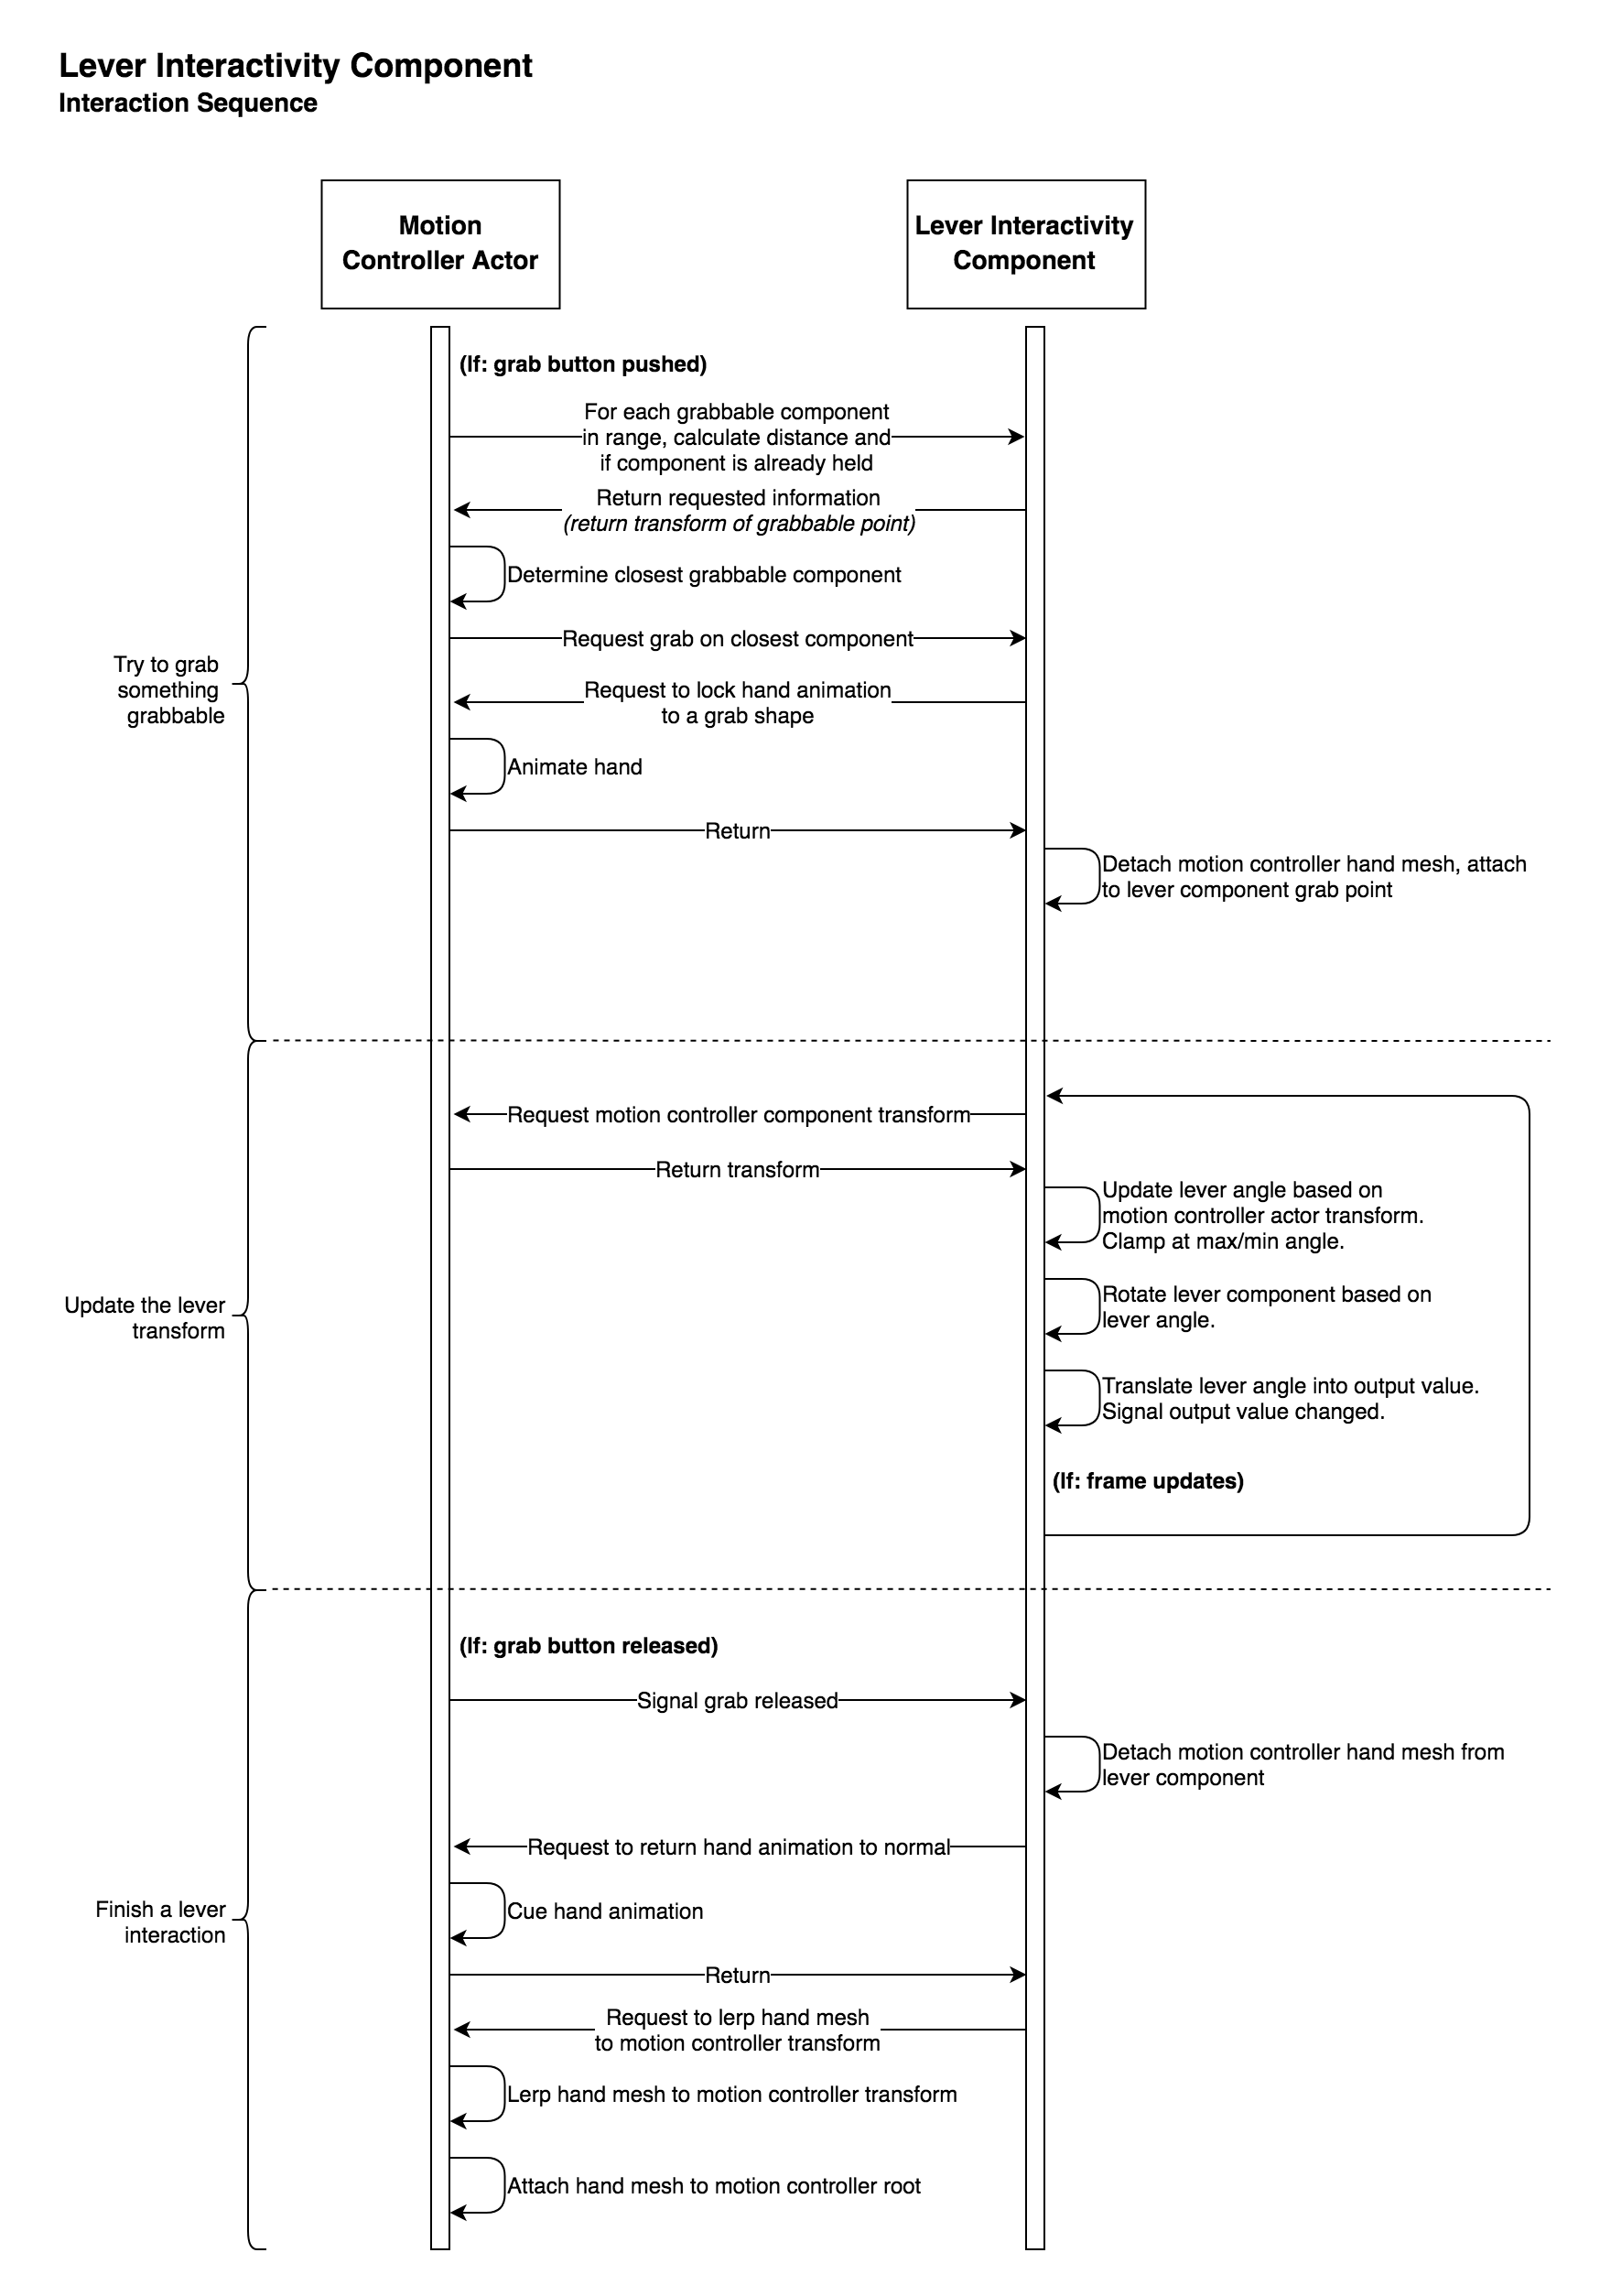 Lever Interactivity Component
Interaction Sequence
Motion
Controller Actor
Lever Interactivity
Component
(If: grab button pushed)
For each grabbable component
in range, calculate distance and
if component is already held
Return requested information
(return transform of grabbable point)
Determine closest grabbable component
Request grab on closest component
Try to grab
something
grabbable
Request to lock hand animation
to a grab shape
Animate hand
Return
Detach motion controller hand mesh, attach
to lever component grab point
Request motion controller component transform
Return transform
Update lever angle based on
motion controller actor transform.
Clamp at max/min angle.
Update the lever
transform
Rotate lever component based on
lever angle.
Translate lever angle into output value.
Signal output value changed.
(If: frame updates)
(If: grab button released)
Signal grab released
Detach motion controller hand mesh from
lever component
Request to return hand animation to normal
Finish a lever
interaction
Cue hand animation
Return
Request to lerp hand mesh
to motion controller transform
Lerp hand mesh to motion controller transform
Attach hand mesh to motion controller root